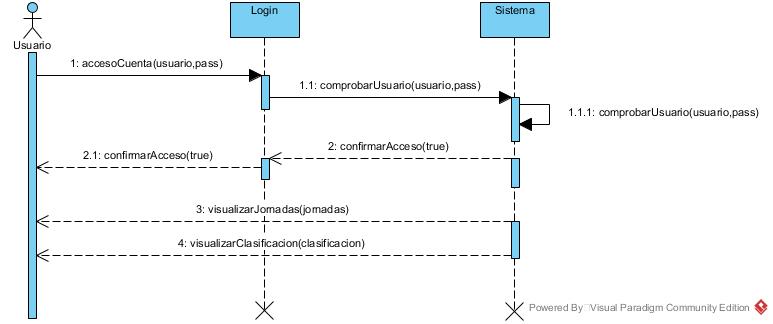 Login
Sistema
Usuario
1: accesoCuenta(usuario,pass)
1.1: comprobarUsuario(usuario,pass)
1.1.1: comprobarUsuario(usuario,pass)
2: confirmarAcceso(true)
2.1: confirmarAcceso(true)
3: visualizarJornadas(jornadas)
4: visualizarClasificacion(clasificacion)
Powered By Visual Paradigm Community Edition